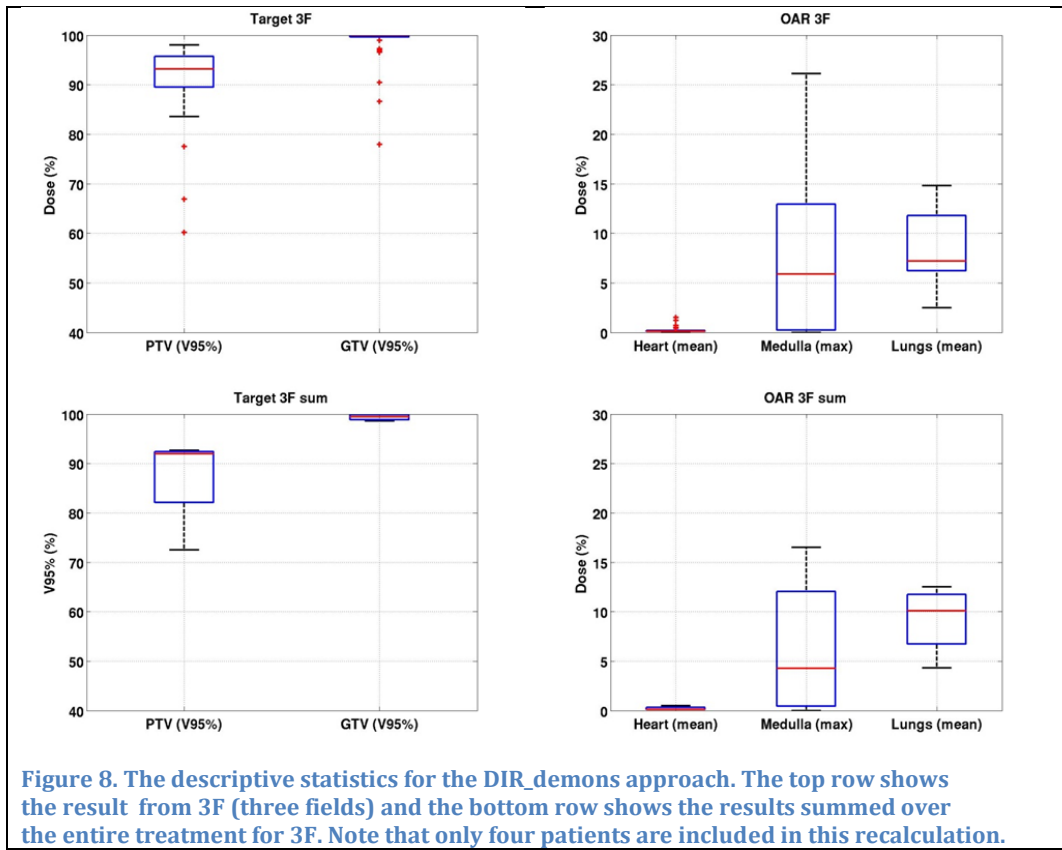 Target 3F
100
90
80
70
60
50
40
Dose (%)
PTV (V95%) GTV (V95%)
OAR 3F
30
25
20
15
10
5
0
Dose (%)
Heart (mean) Medulla (max) Lungs (mean)
Target 3F sum
100
90
80
70
60
50
40
V95% (%)
PTV (V95%) GTV (V95%)
OAR 3F sum
30
25
20
15
10
5
0
Dose (%)
Heart (mean) Medulla (max) Lungs (mean)
Figure 8. The descriptive statistics for the DIR_demons approach. The top row shows
the result from 3F (three fields) and the bottom row shows the results summed over
the entire treatment for 3F. Note that only four patients are included in this recalculation.